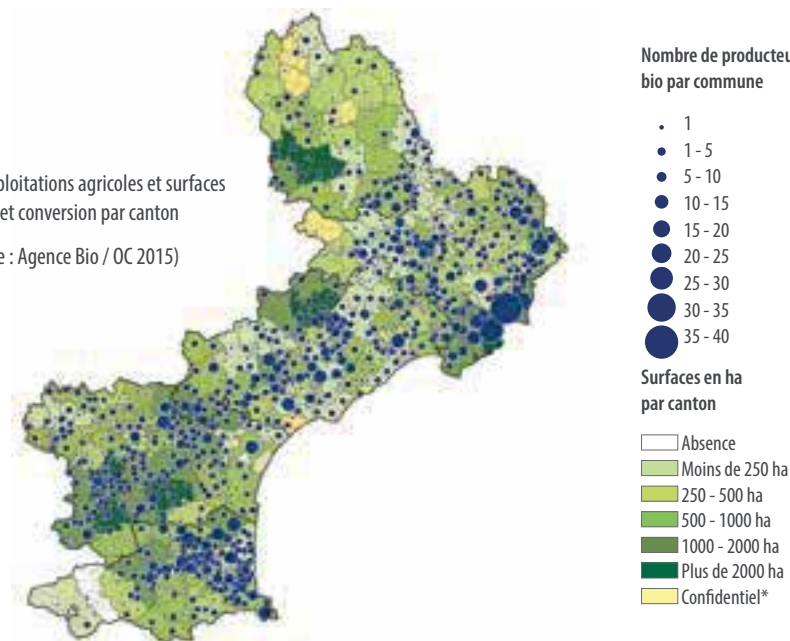 ploitations agricoles et surfaces
et conversion par canton
e : Agence Bio / OC 2015)
Nombre de producteu
bio par commune
1
1 - 5
5 - 10
10 - 15
15 - 20
20 - 25
25 - 30
30 - 35
35 - 40
Surfaces en ha
par canton
Absence
Moins de 250 ha
250 - 500 ha
500 - 1000 ha
1000 - 2000 ha
Plus de 2000 ha
Confidentiel*